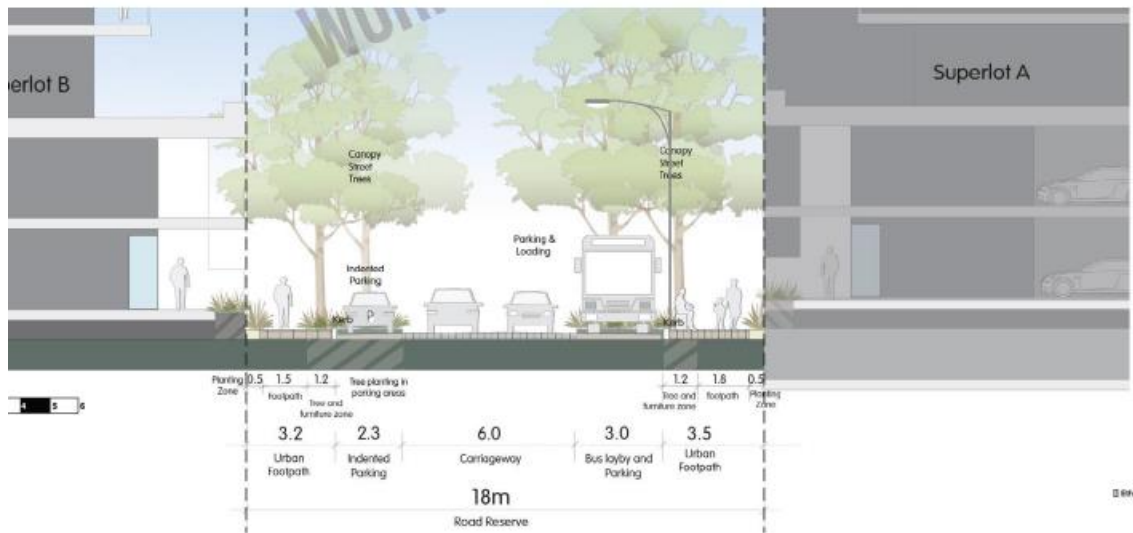 WOR
perlot B
Superlot A
Canopy
Street
Trees
Canopy
Street
Trees
Parking &
Loading
Indented
Parking
Kerb
P
Kerb
Planting
Zone
0.5
1.5
footpath
1.2
Tree and
furniture zone
Tree planting in
parking areas
1.2
Tree and
furniture zone
1.8
footpath
0.5
Planting
Zone
4 5 6
3.2
Urban
Footpath
2.3
Indented
Parking
6.0
Carriageway
3.0
Bus layby and
Parking
3.5
Urban
Footpath
18m
Road Reserve